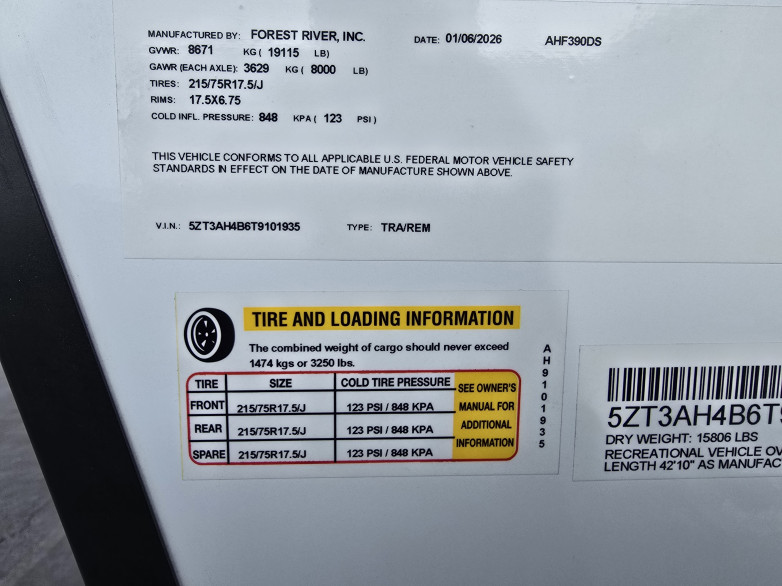 MANUFACTURED BY: FOREST RIVER, INC. DATE: 01/06/2026 AHF390DS
GVWR: 8671 KG ( 19115 LB)
GAWR (EACH AXLE): 3629 KG ( 8000 LB)
TIRES: 215/75R17.5/J
RIMS: 17.5X6.75
COLD INFL. PRESSURE: 848 KPA ( 123 PSI )
THIS VEHICLE CONFORMS TO ALL APPLICABLE U.S. FEDERAL MOTOR VEHICLE SAFETY
STANDARDS IN EFFECT ON THE DATE OF MANUFACTURE SHOWN ABOVE.
V.I.N.: 5ZT3AH4B6T9101935 TYPE: TRA/REM
TIRE AND LOADING INFORMATION
The combined weight of cargo should never exceed
1474 kgs or 3250 lbs.
TIRE SIZE COLD TIRE PRESSURE
FRONT 215/75R17.5/J 123 PSI / 848 KPA
REAR 215/75R17.5/J 123 PSI / 848 KPA
SPARE 215/75R17.5/J 123 PSI / 848 KPA
SEE OWNER'S
MANUAL FOR
ADDITIONAL
INFORMATION
AH9101935
5ZT3AH4B6T9
DRY WEIGHT: 15806 LBS
RECREATIONAL VEHICLE OV
LENGTH 42'10" AS MANUFAC